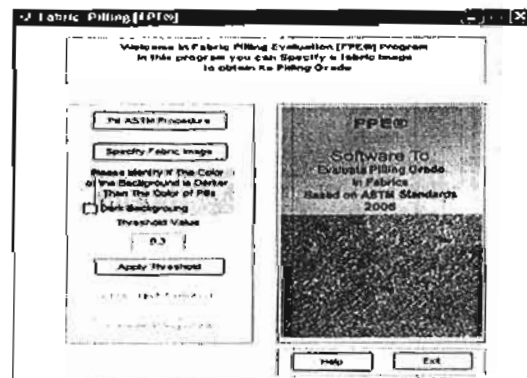 Fabric Pilling [FPE®]
Welcome in Fabric Pilling Evaluation [FPE®] Program
In this program you can Specify a fabric Image
to obtain Its Pilling Grade
Pill ASTM Procedure
Specify Fabric Image
Please Identify If The Color
of the Background is Darker
Than The Color of Pills
Dark Background
Threshold Value
0.3
Apply Threshold
FPE®
Software To
Evaluate Pilling Grade
in Fabrics
Based on ASTM Standards
2006
Help
Exit